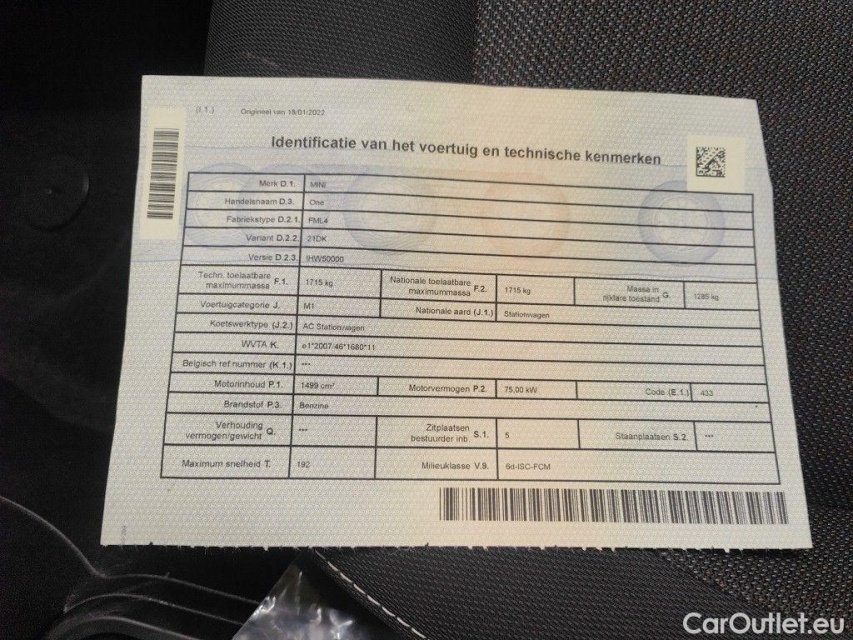 (I.1.) Origineel van 18/01/2022
Identificatie van het voertuig en technische kenmerken
Merk D.1. MINI
Handelsnaam D.3. One
Fabriekstype D.2.1. FML4
Variant D.2.2. 21DK
Versie D.2.3. IHW50000
Techn. toelaatbare maximummassa F.1. 1715 kg Nationale toelaatbare maximummassa F.2. 1715 kg Massa in rijklare toestand G. 1285 kg
Voertuigcategorie J. M1 Nationale aard (J.1.) Stationwagen
Koetswerktype (J.2.) AC Stationwagen
WVTA K. e1*2007/46*1680*11
Belgisch ref nummer (K.1.) ---
Motorinhoud P.1. 1499 cm³ Motorvermogen P.2. 75.00 kW Code (E.1.) 433
Brandstof P.3. Benzine
Verhouding vermogen/gewicht Q. --- Zitplaatsen bestuurder inb. S.1. 5 Staanplaatsen S.2. ---
Maximum snelheid T. 192 Milieuklasse V.9. 6d-ISC-FCM
CarOutlet.eu